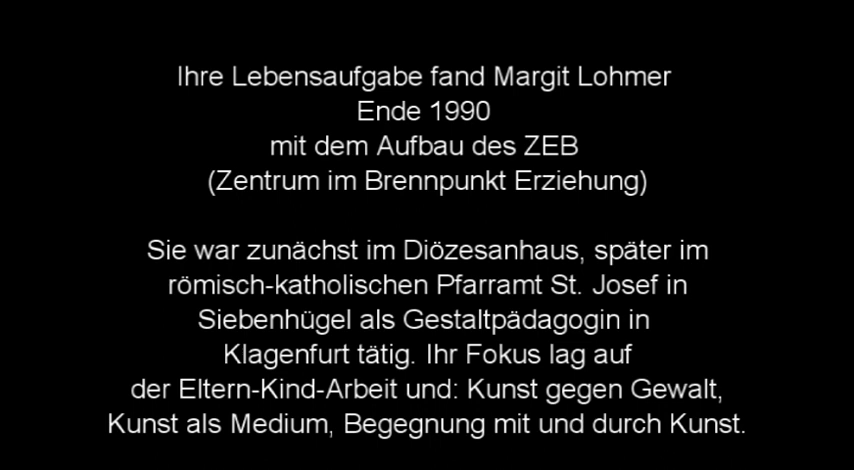 Ihre Lebensaufgabe fand Margit Lohmer
Ende 1990
mit dem Aufbau des ZEB
(Zentrum im Brennpunkt Erziehung)
Sie war zunächst im Diözesanhaus, später im
römisch-katholischen Pfarramt St. Josef in
Siebenhügel als Gestaltpädagogin in
Klagenfurt tätig. Ihr Fokus lag auf
der Eltern-Kind-Arbeit und: Kunst gegen Gewalt,
Kunst als Medium, Begegnung mit und durch Kunst.